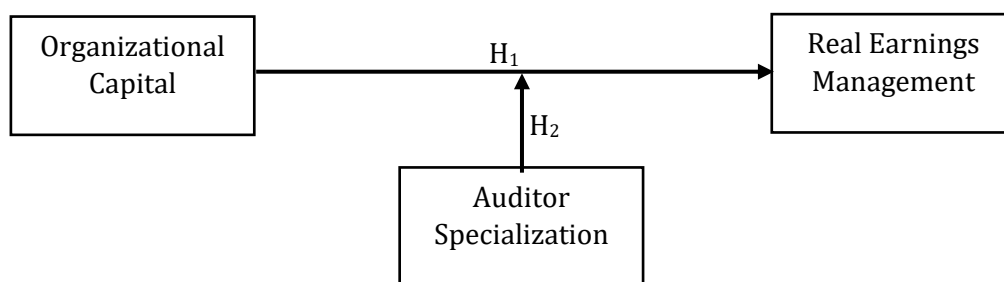 Organizational
Capital
H₁
Real Earnings
Management
H₂
Auditor
Specialization